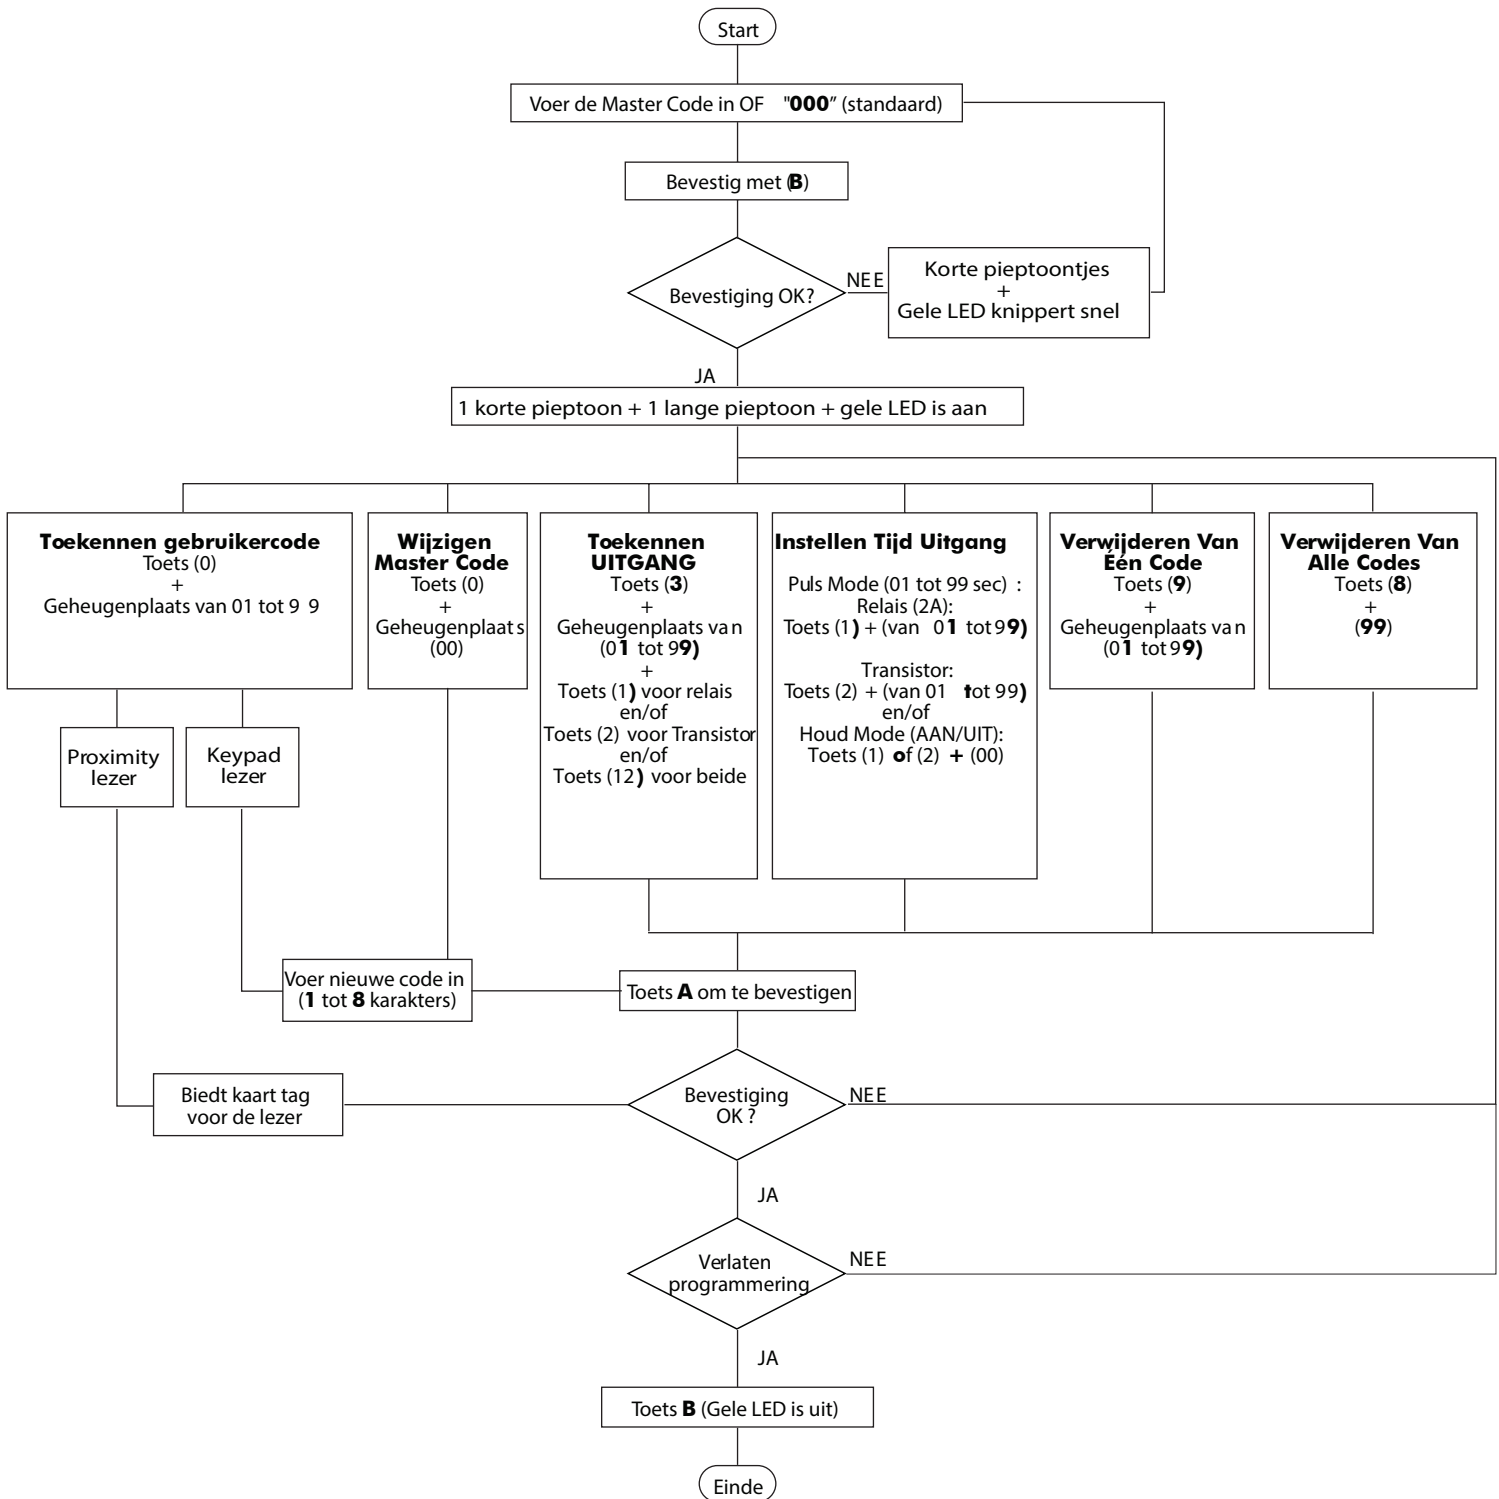 Start
Voer de Master Code in OF "000" (standaard)
Bevestig met (B)
Bevestiging OK?
NEE
Korte pieptoontjes
+
Gele LED knippert snel
JA
1 korte pieptoon + 1 lange pieptoon + gele LED is aan
Toekennen gebruikercode
Toets (0)
+
Geheugenplaats van 01 tot 9 9
Wijzigen
Master Code
Toets (0)
+
Geheugenplaats
(00)
Toekennen
UITGANG
Toets (3)
+
Geheugenplaats van
(01 tot 99)
+
Toets (1) voor relais
en/of
Toets (2) voor Transistor
en/of
Toets (12) voor beide
Instellen Tijd Uitgang
Puls Mode (01 tot 99 sec) :
Relais (2A):
Toets (1) + (van 01 tot 99)
Transistor:
Toets (2) + (van 01 tot 99)
en/of
Houd Mode (AAN/UIT):
Toets (1) of (2) + (00)
Verwijderen Van
Één Code
Toets (9)
+
Geheugenplaats van
(01 tot 99)
Verwijderen Van
Alle Codes
Toets (8)
+
(99)
Proximity
lezer
Keypad
lezer
Voer nieuwe code in
(1 tot 8 karakters)
Toets A om te bevestigen
Biedt kaart tag
voor de lezer
Bevestiging
OK ?
NEE
JA
Verlaten
programmering
NEE
JA
Toets B (Gele LED is uit)
Einde